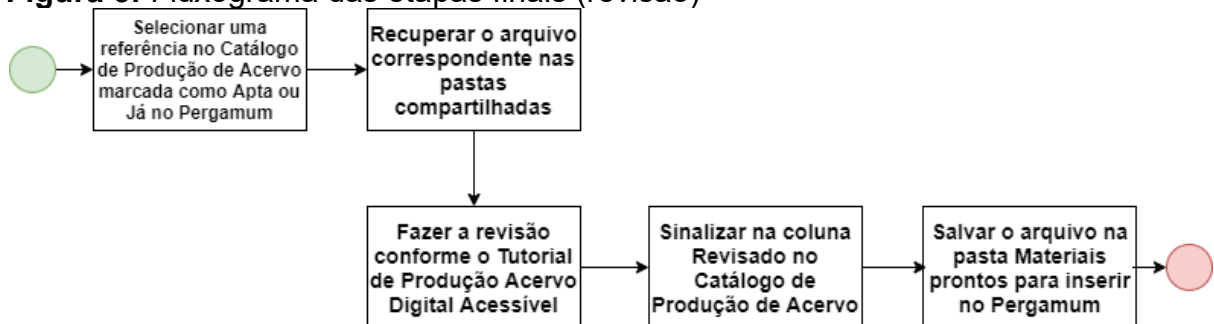 Selecionar uma
referência no Catálogo
de Produção de Acervo
marcada como Apta ou
Já no Pergamum
Recuperar o arquivo
correspondente nas
pastas
compartilhadas
Fazer a revisão
conforme o Tutorial
de Produção Acervo
Digital Acessível
Sinalizar na coluna
Revisado no
Catálogo de
Produção de Acervo
Salvar o arquivo na
pasta Materiais
prontos para inserir
no Pergamum